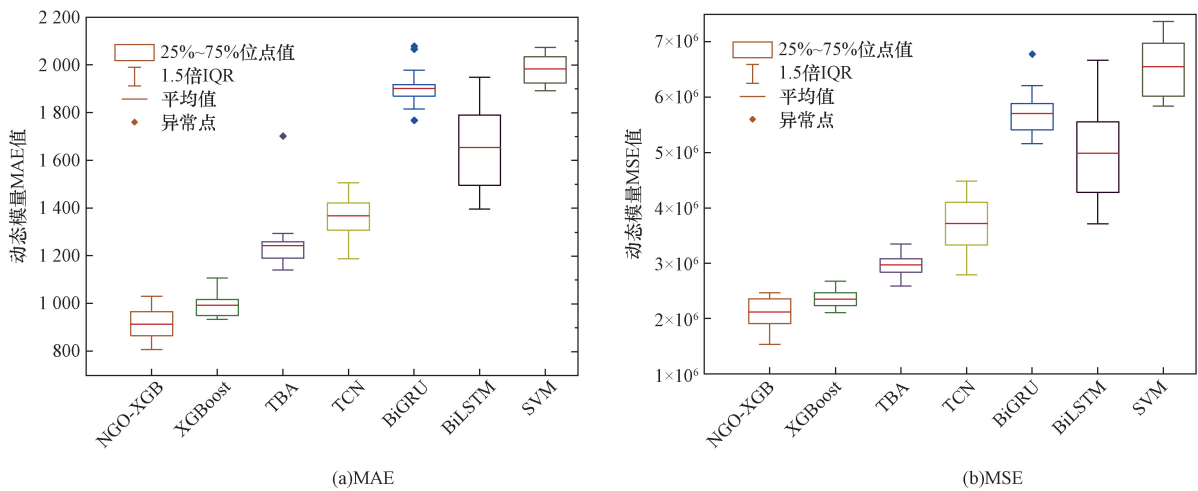 2 200
2 000
1 800
1 600
1 400
1 200
1 000
800
动态模量MAE值
25%~75%位点值
1.5倍IQR
平均值
异常点
NGO-XGB
XGBoost
TBA
TCN
BiGRU
BiLSTM
SVM
(a)MAE
7×10⁶
6×10⁶
5×10⁶
4×10⁶
3×10⁶
2×10⁶
1×10⁶
动态模量MSE值
25%~75%位点值
1.5倍IQR
平均值
异常点
NGO-XGB
XGBoost
TBA
TCN
BiGRU
BiLSTM
SVM
(b)MSE